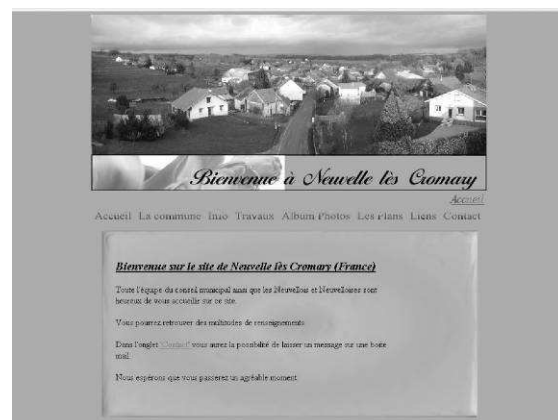 Bienvenue à Neuvelle lès Cromary
Accueil
Accueil La commune Info Travaux Album Photos Les Plans Liens Contact
Bienvenue sur le site de Neuvelle lès Cromary (France)
Toute l'équipe du conseil municipal ainsi que les Neuvellois et Neuvelloises sont
heureux de vous accueillir sur ce site.
Vous pourrez retrouver des multitudes de renseignements
Dans l'onglet "Contact" vous aurez la possibilité de laisser un message sur une boite
mail
Nous espérons que vous passerez un agréable moment